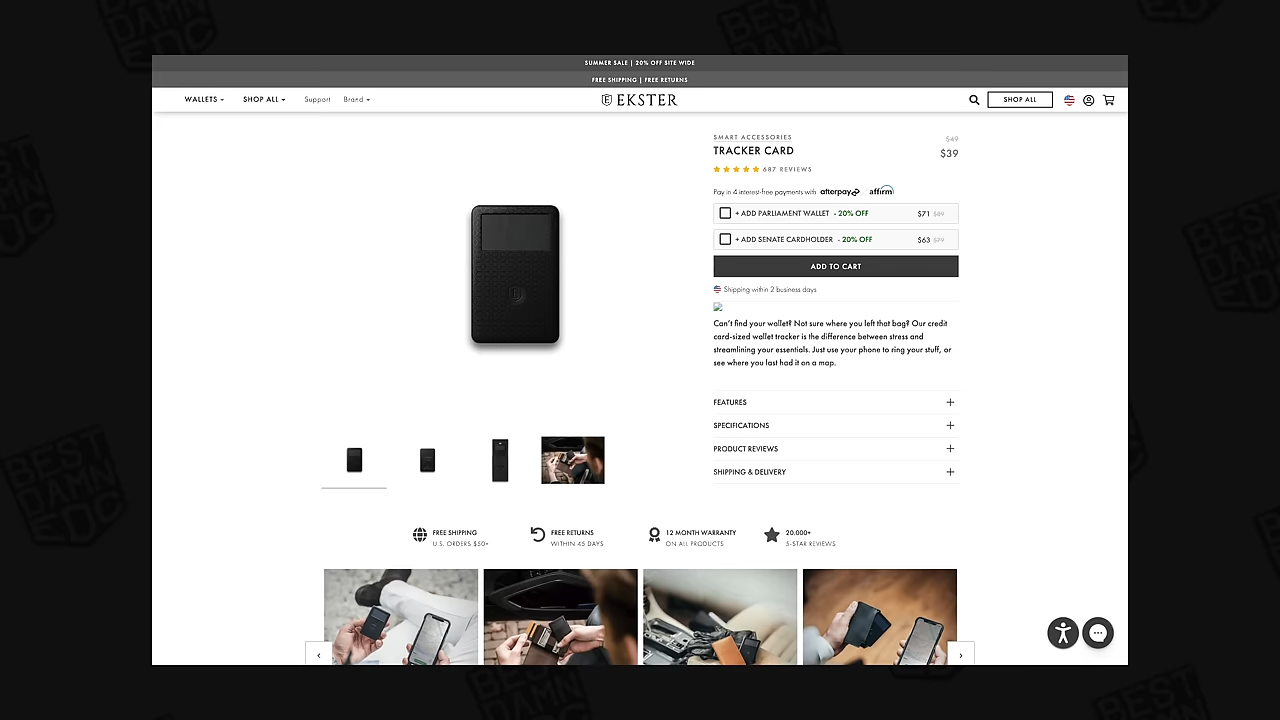 BEST DAMN EDC
SUMMER SALE | 20% OFF SITE WIDE
FREE SHIPPING | FREE RETURNS
WALLETS
SHOP ALL
Support
Brand
EKSTER
SHOP ALL
SMART ACCESSORIES
$49
TRACKER CARD
$39
687 REVIEWS
Pay in 4 interest-free payments with afterpay affirm
+ ADD PARLIAMENT WALLET - 20% OFF $71 $89
+ ADD SENATE CARDHOLDER - 20% OFF $63 $79
ADD TO CART
Shipping within 2 business days
Can't find your wallet? Not sure where you left that bag? Our credit
card-sized wallet tracker is the difference between stress and
streamlining your essentials. Just use your phone to ring your stuff, or
see where you last had it on a map.
FEATURES
SPECIFICATIONS
PRODUCT REVIEWS
SHIPPING & DELIVERY
FREE SHIPPING
U.S. ORDERS $50+
FREE RETURNS
WITHIN 45 DAYS
12 MONTH WARRANTY
ON ALL PRODUCTS
20.000+
5-STAR REVIEWS